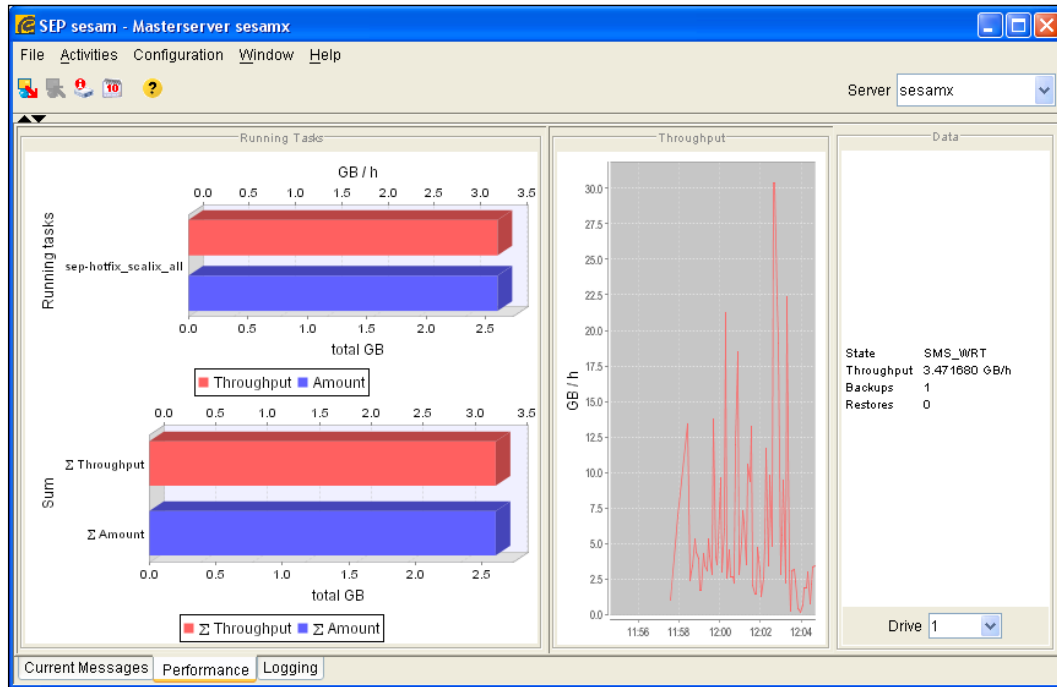 SEP sesam - Masterserver sesamx
File Activities Configuration Window Help
10 ? Server sesamx
Running Tasks
GB / h
0.0 0.5 1.0 1.5 2.0 2.5 3.0 3.5
Running tasks
sep-hotfix_scalix_all
0.0 0.5 1.0 1.5 2.0 2.5
total GB
Throughput Amount
0.0 0.5 1.0 1.5 2.0 2.5 3.0 3.5
Sum
Σ Throughput
Σ Amount
0.0 0.5 1.0 1.5 2.0 2.5
total GB
Σ Throughput Σ Amount
Throughput
GB / h
30.0
27.5
25.0
22.5
20.0
17.5
15.0
12.5
10.0
7.5
5.0
2.5
0.0
11:56 11:58 12:00 12:02 12:04
Data
State SMS_WRT
Throughput 3.471680 GB/h
Backups 1
Restores 0
Drive 1
Current Messages Performance Logging